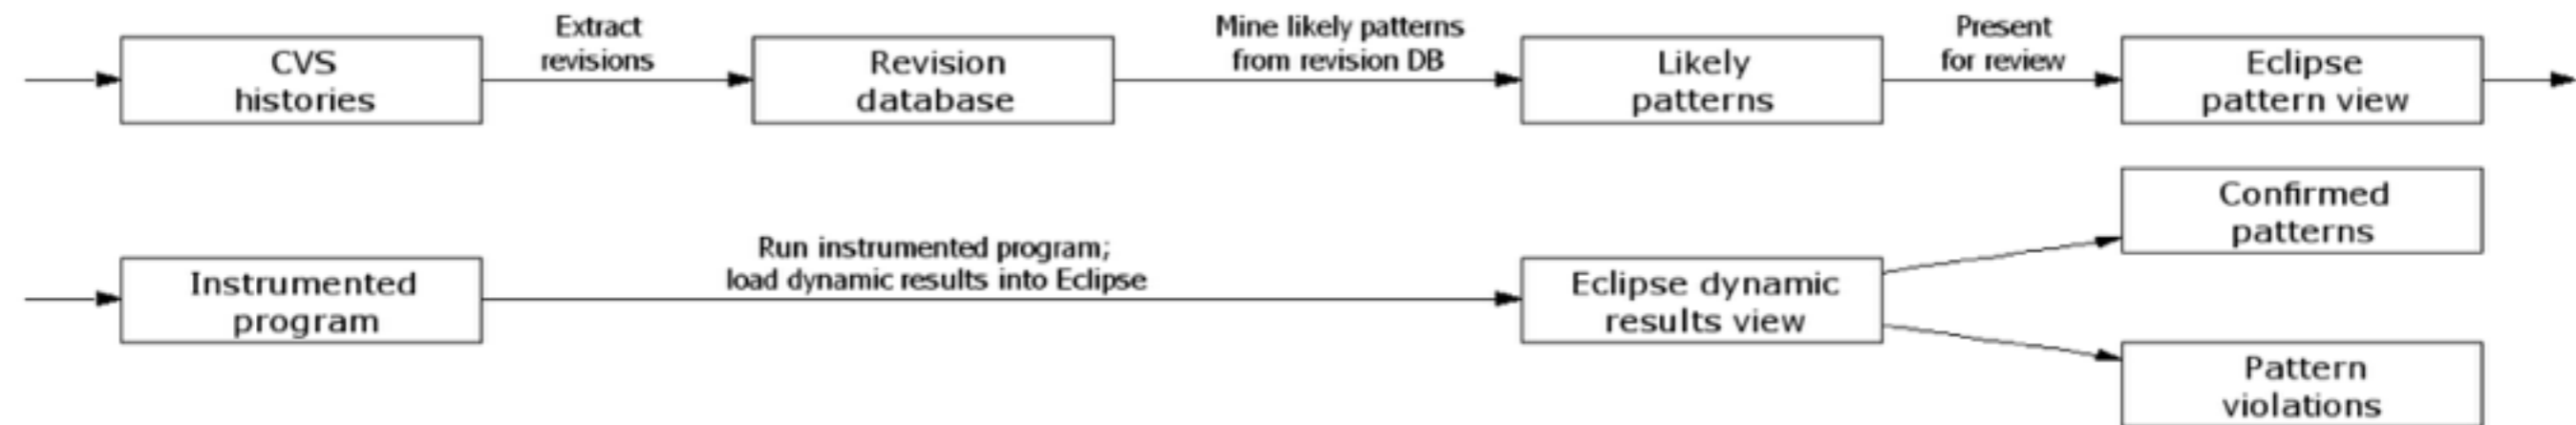 CVS
histories
Extract
revisions
Revision
database
Mine likely patterns
from revision DB
Likely
patterns
Present
for review
Eclipse
pattern view
Instrumented
program
Run instrumented program;
load dynamic results into Eclipse
Eclipse dynamic
results view
Confirmed
patterns
Pattern
violations